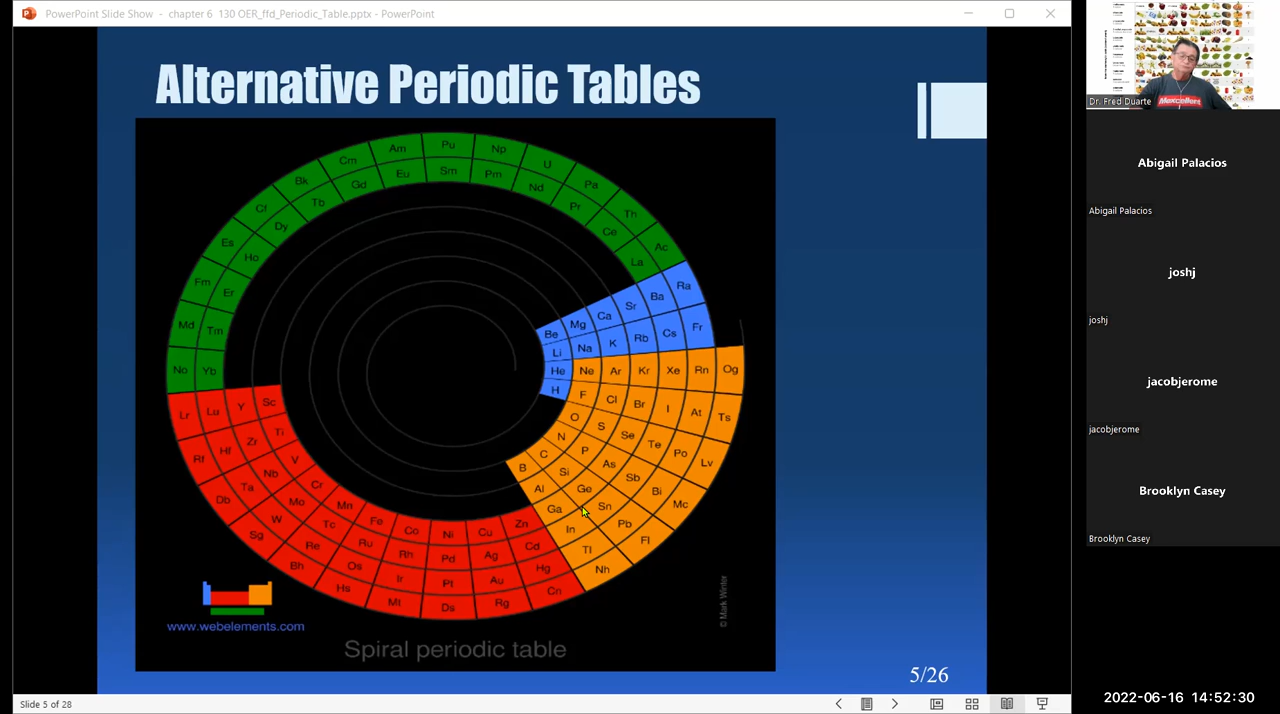 PowerPoint Slide Show - chapter 6 130 OER_ffd_Periodic_Table.pptx - PowerPoint
Alternative Periodic Tables
Cm Am Pu Np U
Bk Gd Eu Sm Pm Nd Pa
Cf Tb Pr Th
Es Dy Ce Ac
Ho La
Fm Er
Md Tm
No Yb
Ra
Ba
Sr
Ca
Mg
Be
Fr
Cs
Rb
K
Na
Li
He Ne Ar Kr Xe Rn Og
H F Cl Br I At Ts
O S Se Te Po Lv
N P As Sb Bi Mc
C Si Ge Sn Pb Fl
B Al Ga In Tl Nh
Lr Lu Y Sc
Rf Hf Zr Ti
Db Ta Nb V
Sg W Mo Cr
Bh Re Tc Mn
Hs Os Ru Fe
Mt Ir Rh Co
Ds Pt Pd Ni
Rg Au Ag Cu
Cn Hg Cd Zn
www.webelements.com
Spiral periodic table
© Mark Winter
5/26
Slide 5 of 28
Mexcellent
Dr. Fred Duarte
Abigail Palacios
Abigail Palacios
joshj
joshj
jacobjerome
jacobjerome
Brooklyn Casey
Brooklyn Casey
2022-06-16 14:52:30